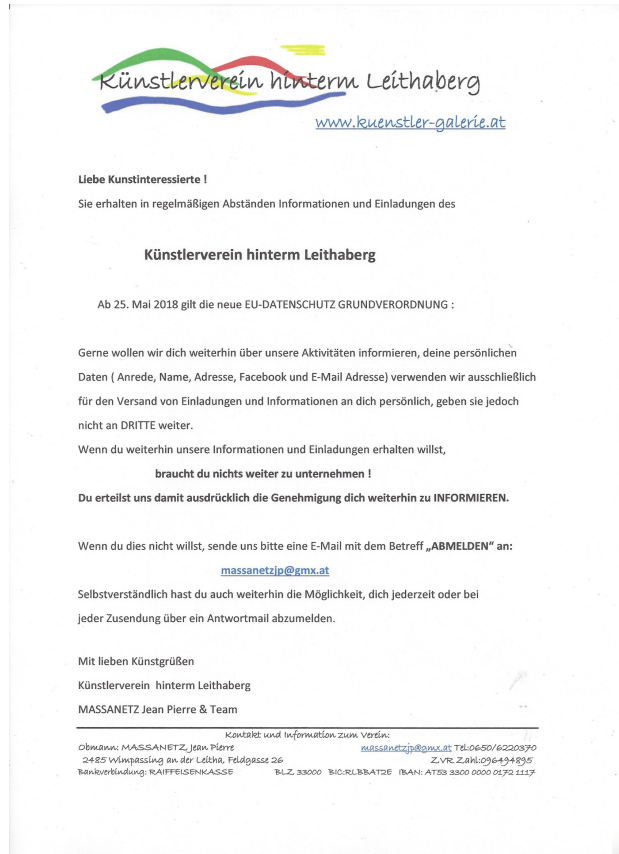 Künstlerverein hinterm Leithaberg
www.kuenstler-galerie.at
Liebe Kunstinteressierte !
Sie erhalten in regelmäßigen Abständen Informationen und Einladungen des
Künstlerverein hinterm Leithaberg
Ab 25. Mai 2018 gilt die neue EU-DATENSCHUTZ GRUNDVERORDNUNG :
Gerne wollen wir dich weiterhin über unsere Aktivitäten informieren, deine persönlichen
Daten ( Anrede, Name, Adresse, Facebook und E-Mail Adresse) verwenden wir ausschließlich
für den Versand von Einladungen und Informationen an dich persönlich, geben sie jedoch
nicht an DRITTE weiter.
Wenn du weiterhin unsere Informationen und Einladungen erhalten willst,
braucht du nichts weiter zu unternehmen !
Du erteilst uns damit ausdrücklich die Genehmigung dich weiterhin zu INFORMIEREN.
Wenn du dies nicht willst, sende uns bitte eine E-Mail mit dem Betreff „ABMELDEN“ an:
massanetzjp@gmx.at
Selbstverständlich hast du auch weiterhin die Möglichkeit, dich jederzeit oder bei
jeder Zusendung über ein Antwortmail abzumelden.
Mit lieben Künstgrüßen
Künstlerverein  hinterm Leithaberg
MASSANETZ Jean Pierre & Team
Kontakt und Information zum Verein:
Obmann: MASSANETZ Jean Pierre massanetzjp@gmx.at Tel:0650/6220370
2485 Wimpassing an der Leitha, Feldgasse 26 ZVR Zahl:096494895
Bankverbindung: RAIFFEISENKASSE BLZ 33000 BIC:RLBBAT2E IBAN: AT53 3300 0000 0172 1117